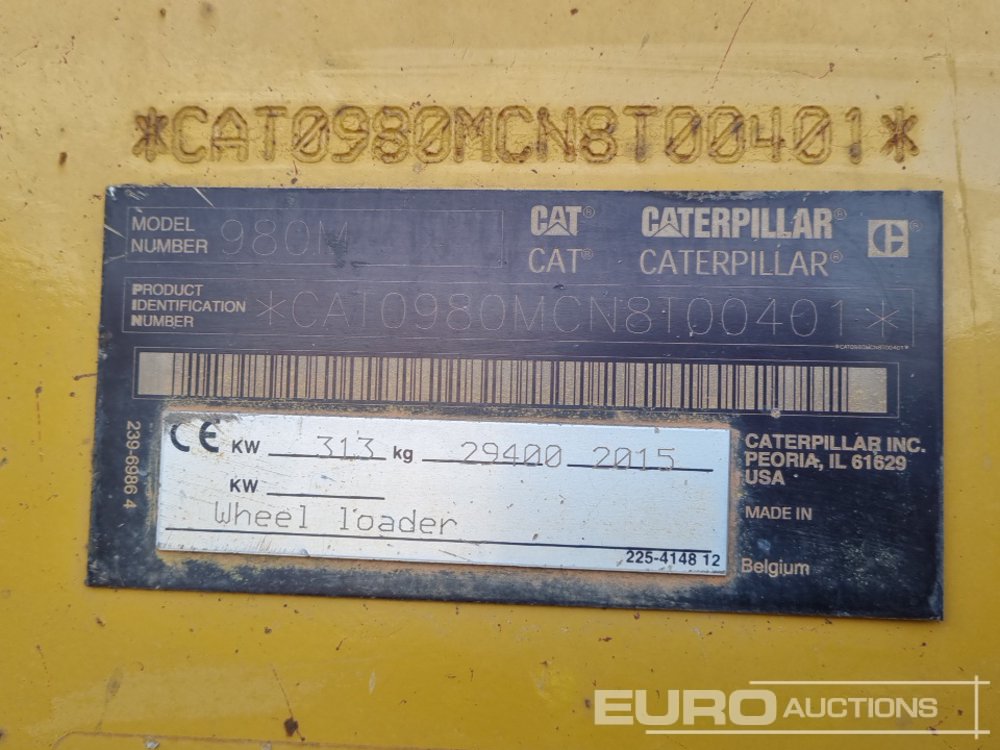 *CAT0980MCN8T00401*
MODEL NUMBER 980M
CAT® CATERPILLAR® C
CAT® CATERPILLAR®
PRODUCT IDENTIFICATION NUMBER *CAT0980MCN8T00401*
*CAT0980MCN8T00401*
239-6986 4
CE KW 313 kg 29400 2015
KW
Wheel loader
225-4148 12
CATERPILLAR INC.
PEORIA, IL 61629
USA
MADE IN
Belgium
EURO AUCTIONS